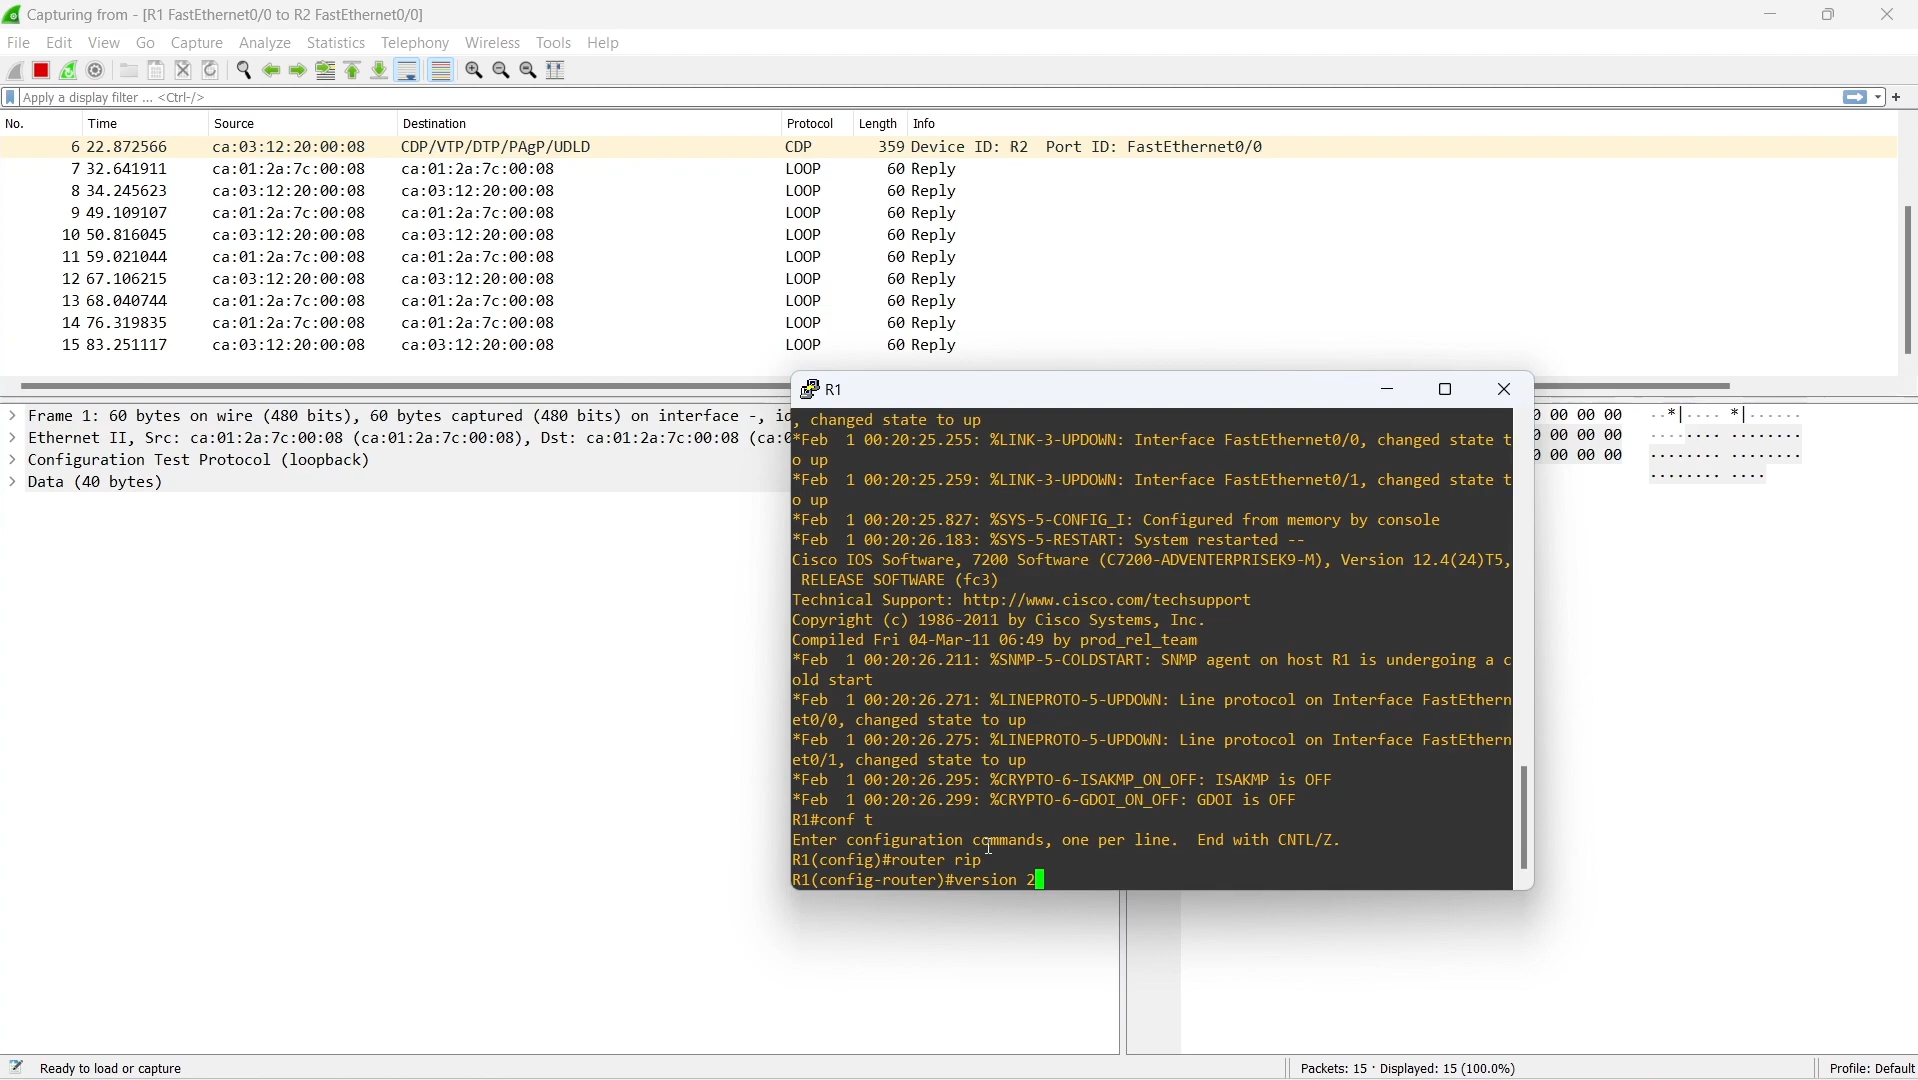 Capturing from - [R1 FastEthernet0/0 to R2 FastEthernet0/0]
File Edit View Go Capture Analyze Statistics Telephony Wireless Tools Help
Apply a display filter ... <Ctrl-/>
No. Time Source Destination Protocol Length Info
6 22.872566 ca:03:12:20:00:08 CDP/VTP/DTP/PAgP/UDLD CDP 359 Device ID: R2 Port ID: FastEthernet0/0
7 32.641911 ca:01:2a:7c:00:08 ca:01:2a:7c:00:08 LOOP 60 Reply
8 34.245623 ca:03:12:20:00:08 ca:03:12:20:00:08 LOOP 60 Reply
9 49.109107 ca:01:2a:7c:00:08 ca:01:2a:7c:00:08 LOOP 60 Reply
10 50.816045 ca:03:12:20:00:08 ca:03:12:20:00:08 LOOP 60 Reply
11 59.021044 ca:01:2a:7c:00:08 ca:01:2a:7c:00:08 LOOP 60 Reply
12 67.106215 ca:03:12:20:00:08 ca:03:12:20:00:08 LOOP 60 Reply
13 68.040744 ca:01:2a:7c:00:08 ca:01:2a:7c:00:08 LOOP 60 Reply
14 76.319835 ca:01:2a:7c:00:08 ca:01:2a:7c:00:08 LOOP 60 Reply
15 83.251117 ca:03:12:20:00:08 ca:03:12:20:00:08 LOOP 60 Reply
Frame 1: 60 bytes on wire (480 bits), 60 bytes captured (480 bits) on interface -, id
Ethernet II, Src: ca:01:2a:7c:00:08 (ca:01:2a:7c:00:08), Dst: ca:01:2a:7c:00:08 (ca:0
Configuration Test Protocol (loopback)
Data (40 bytes)
R1
, changed state to up
*Feb 1 00:20:25.255: %LINK-3-UPDOWN: Interface FastEthernet0/0, changed state t
o up
*Feb 1 00:20:25.259: %LINK-3-UPDOWN: Interface FastEthernet0/1, changed state t
o up
*Feb 1 00:20:25.827: %SYS-5-CONFIG_I: Configured from memory by console
*Feb 1 00:20:26.183: %SYS-5-RESTART: System restarted --
Cisco IOS Software, 7200 Software (C7200-ADVENTERPRISEK9-M), Version 12.4(24)T5,
RELEASE SOFTWARE (fc3)
Technical Support: http://www.cisco.com/techsupport
Copyright (c) 1986-2011 by Cisco Systems, Inc.
Compiled Fri 04-Mar-11 06:49 by prod_rel_team
*Feb 1 00:20:26.211: %SNMP-5-COLDSTART: SNMP agent on host R1 is undergoing a c
old start
*Feb 1 00:20:26.271: %LINEPROTO-5-UPDOWN: Line protocol on Interface FastEthern
et0/0, changed state to up
*Feb 1 00:20:26.275: %LINEPROTO-5-UPDOWN: Line protocol on Interface FastEthern
et0/1, changed state to up
*Feb 1 00:20:26.295: %CRYPTO-6-ISAKMP_ON_OFF: ISAKMP is OFF
*Feb 1 00:20:26.299: %CRYPTO-6-GDOI_ON_OFF: GDOI is OFF
R1#conf t
Enter configuration commands, one per line. End with CNTL/Z.
R1(config)#router rip
R1(config-router)#version 2
0 00 00 00 ··*|···· *|······
0 00 00 00 ········ ········
0 00 00 00 ········ ········
········ ····
Ready to load or capture
Packets: 15 · Displayed: 15 (100.0%)
Profile: Default